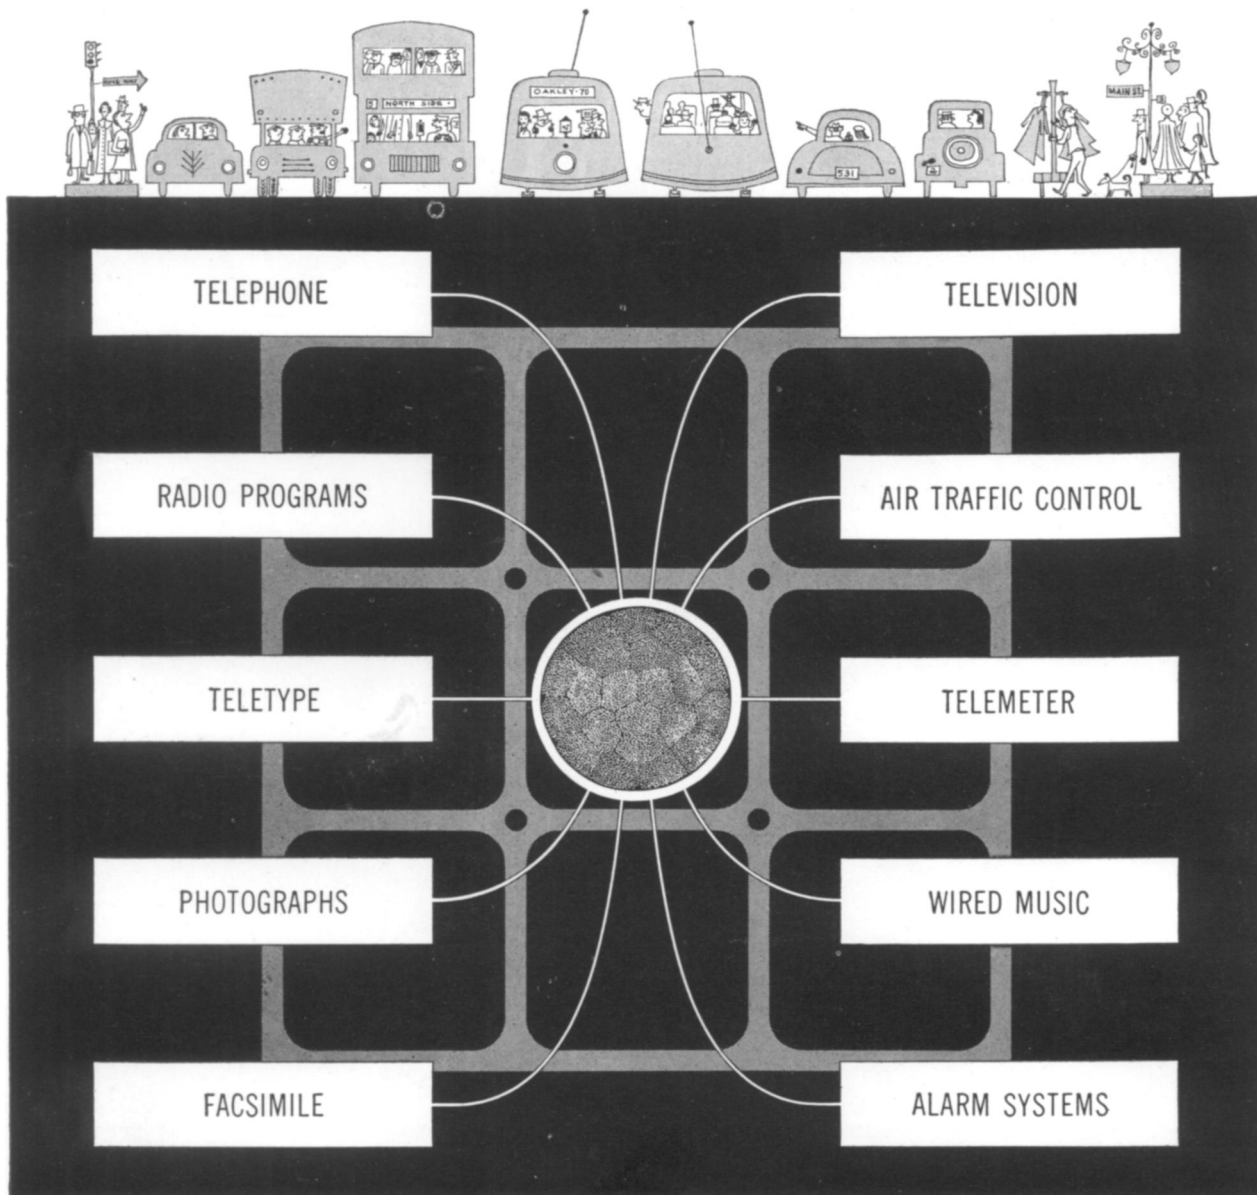 OAKLEY-70
NORTH SIDE
MAIN ST.
531
TELEPHONE
TELEVISION
RADIO PROGRAMS
AIR TRAFFIC CONTROL
TELETYPE
TELEMETER
PHOTOGRAPHS
WIRED MUSIC
FACSIMILE
ALARM SYSTEMS